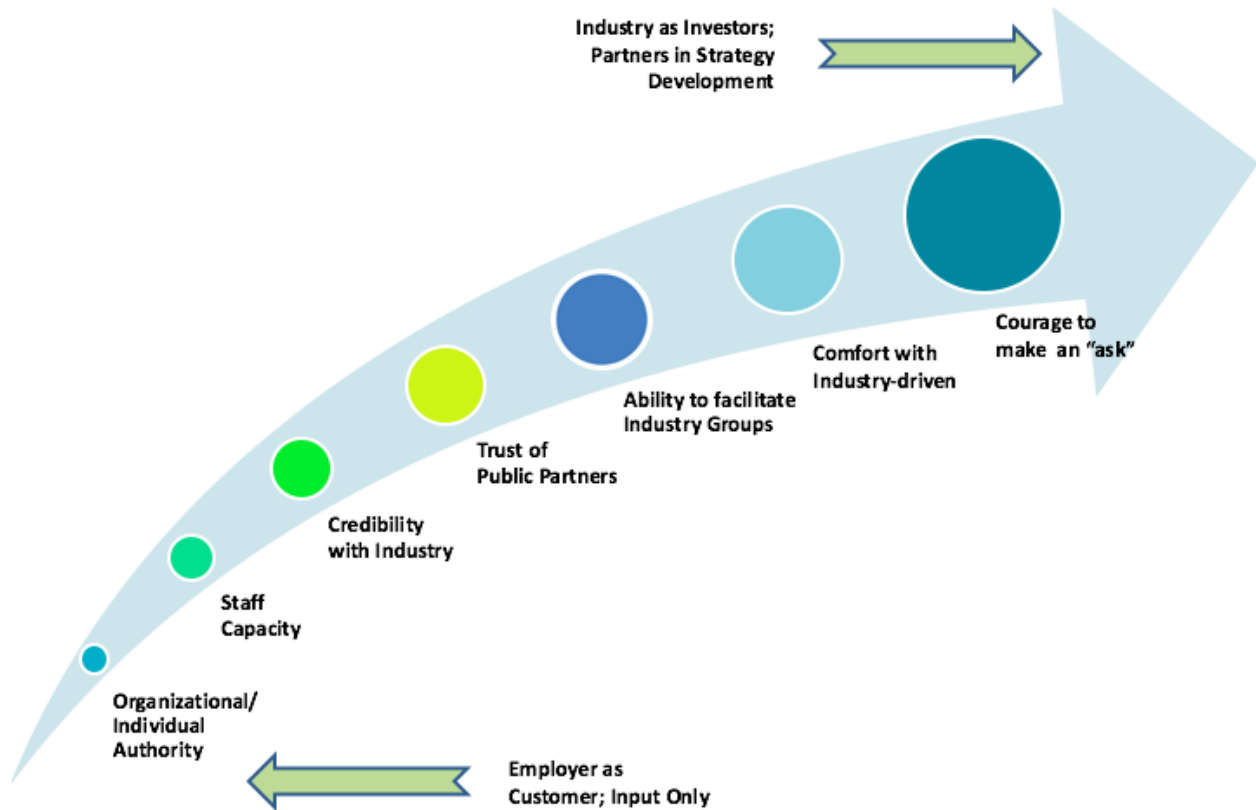 Industry as Investors;
Partners in Strategy
Development
Courage to
make an “ask”
Comfort with
Industry-driven
Ability to facilitate
Industry Groups
Trust of
Public Partners
Credibility
with Industry
Staff
Capacity
Organizational/
Individual
Authority
Employer as
Customer; Input Only